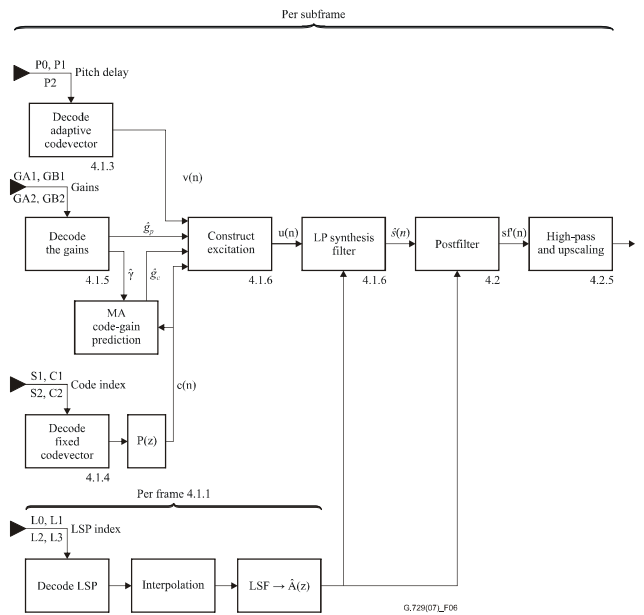 Per subframe
P0, P1
Pitch delay
P2
Decode
adaptive
codevector
4.1.3
v(n)
GA1, GB1
Gains
GA2, GB2
Decode
the gains
4.1.5
ĝp
γ̂
ĝc
Construct
excitation
4.1.6
u(n)
LP synthesis
filter
4.1.6
ŝ(n)
Postfilter
4.2
sf'(n)
High-pass
and upscaling
4.2.5
MA
code-gain
prediction
S1, C1
Code index
S2, C2
c(n)
Decode
fixed
codevector
4.1.4
P(z)
Per frame 4.1.1
L0, L1
LSP index
L2, L3
Decode LSP
Interpolation
LSF → Â(z)
G.729(07)_F06